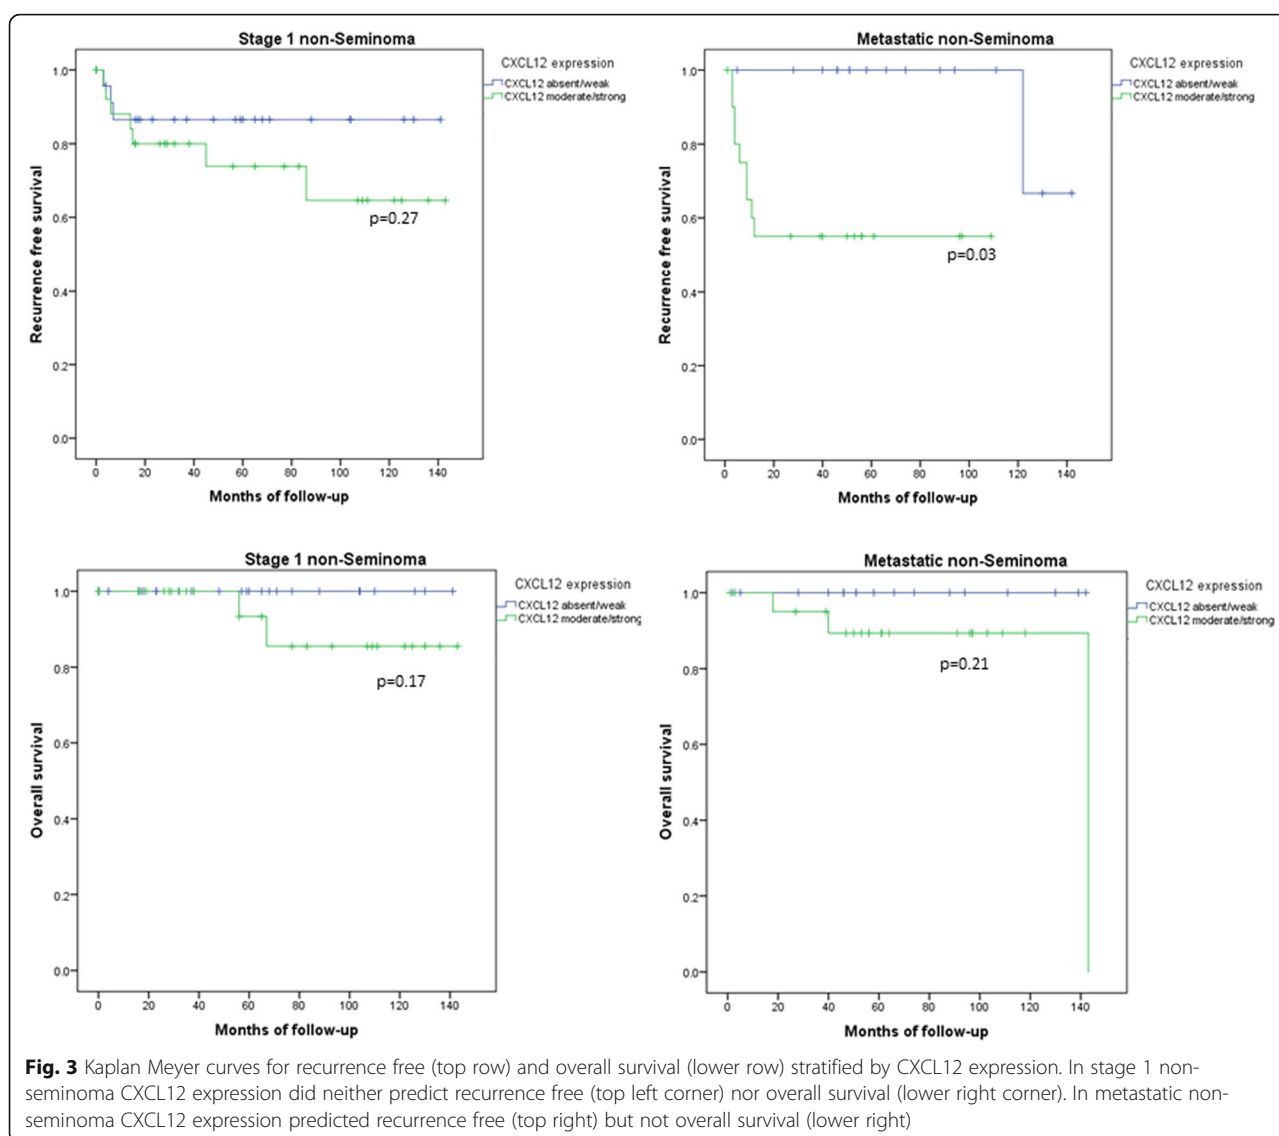 Stage 1 non-Seminoma
CXCL12 expression
CXCL12 absent/weak
CXCL12 moderate/strong
Recurrence free survival
1.0
0.8
0.6
0.4
0.2
0.0
p=0.27
0 20 40 60 80 100 120 140
Months of follow-up
Metastatic non-Seminoma
CXCL12 expression
CXCL12 absent/weak
CXCL12 moderate/strong
Recurrence free survival
1.0
0.8
0.6
0.4
0.2
0.0
p=0.03
0 20 40 60 80 100 120 140
Months of follow-up
Stage 1 non-Seminoma
CXCL12 expression
CXCL12 absent/weak
CXCL12 moderate/strong
Overall survival
1.0
0.8
0.6
0.4
0.2
0.0
p=0.17
0 20 40 60 80 100 120 140
Months of follow-up
Metastatic non-Seminoma
CXCL12 expression
CXCL12 absent/weak
CXCL12 moderate/strong
Overall survival
1.0
0.8
0.6
0.4
0.2
0.0
p=0.21
0 20 40 60 80 100 120 140
Months of follow-up
Fig. 3 Kaplan Meyer curves for recurrence free (top row) and overall survival (lower row) stratified by CXCL12 expression. In stage 1 non-
seminoma CXCL12 expression did neither predict recurrence free (top left corner) nor overall survival (lower right corner). In metastatic non-
seminoma CXCL12 expression predicted recurrence free (top right) but not overall survival (lower right)